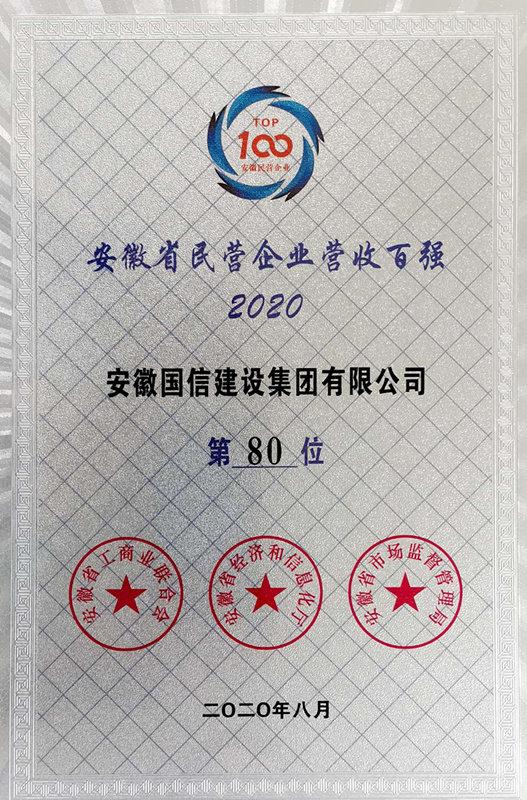 TOP
100
安徽民营企业
安徽省民营企业营收百强
2020
安徽国信建设集团有限公司
第 80 位
安徽省工商业联合会
安徽省经济和信息化厅
安徽省市场监督管理局
二〇二〇年八月